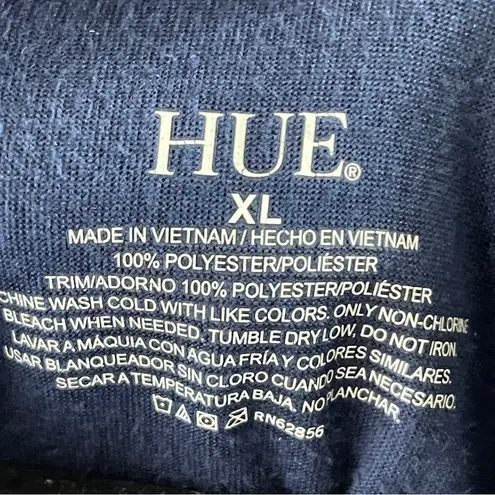 HUE®
XL
MADE IN VIETNAM / HECHO EN VIETNAM
100% POLYESTER/POLIÉSTER
TRIM/ADORNO 100% POLYESTER/POLIÉSTER
CHINE WASH COLD WITH LIKE COLORS. ONLY NON-CHLORINE
BLEACH WHEN NEEDED. TUMBLE DRY LOW, DO NOT IRON.
LAVAR A MÁQUIA CON AGUA FRÍA Y COLORES SIMILARES.
USAR BLANQUEADOR SIN CLORO CUANDO SEA NECESARIO.
SECAR A TEMPERATURA BAJA. NO PLANCHAR.
RN62856